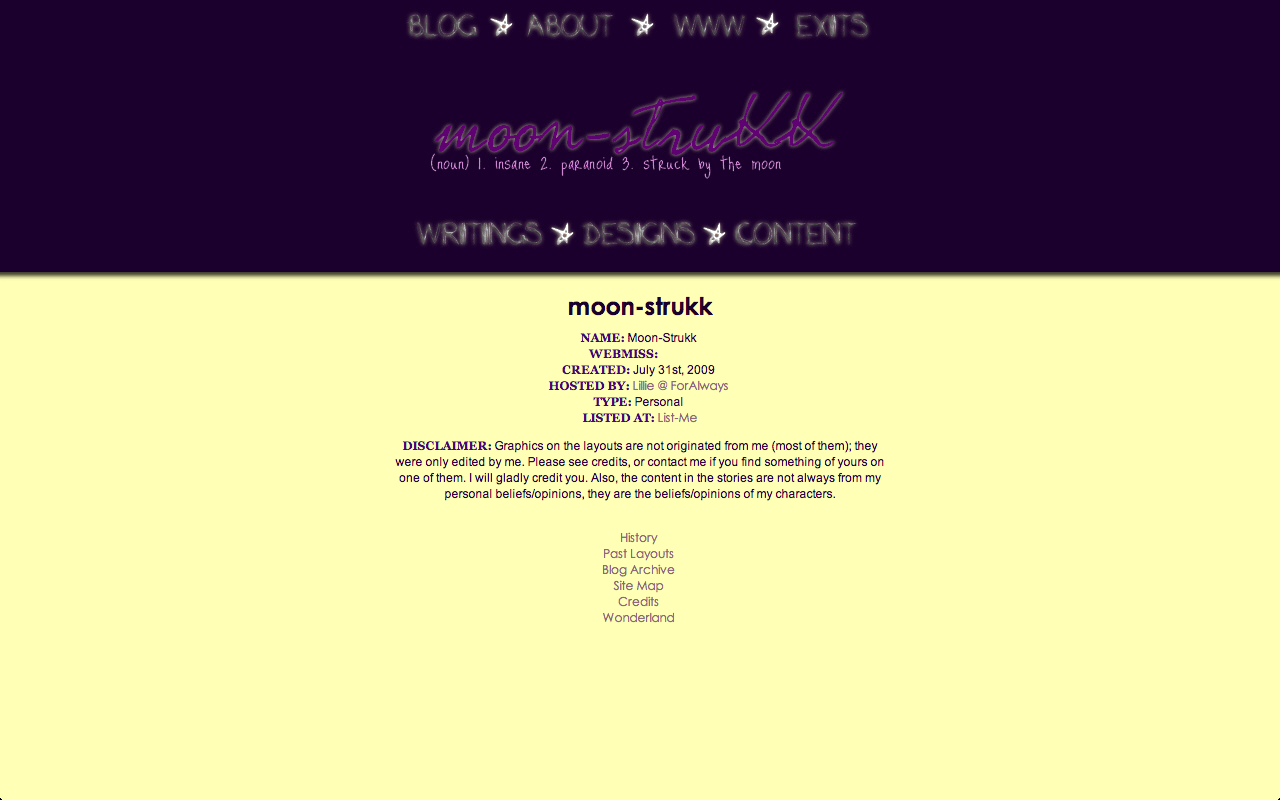 BLOG ABOUT WWW EXIITS
moon-struKK
(noun) 1. insane 2. paranoid 3. struck by the moon
WRIITIINGS DESIIGNS CONTENT
moon-strukk
NAME: Moon-Strukk
WEBMISS:
CREATED: July 31st, 2009
HOSTED BY: Lillie @ ForAlways
TYPE: Personal
LISTED AT: List-Me
DISCLAIMER: Graphics on the layouts are not originated from me (most of them); they
were only edited by me. Please see credits, or contact me if you find something of yours on
one of them. I will gladly credit you. Also, the content in the stories are not always from my
personal beliefs/opinions, they are the beliefs/opinions of my characters.
History
Past Layouts
Blog Archive
Site Map
Credits
Wonderland